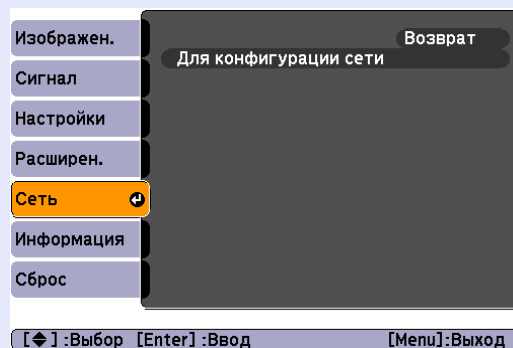 Изображен.
Сигнал
Настройки
Расширен.
Сеть
Информация
Сброс
Возврат
Для конфигурации сети
[◆] :Выбор [Enter] :Ввод [Menu]:Выход